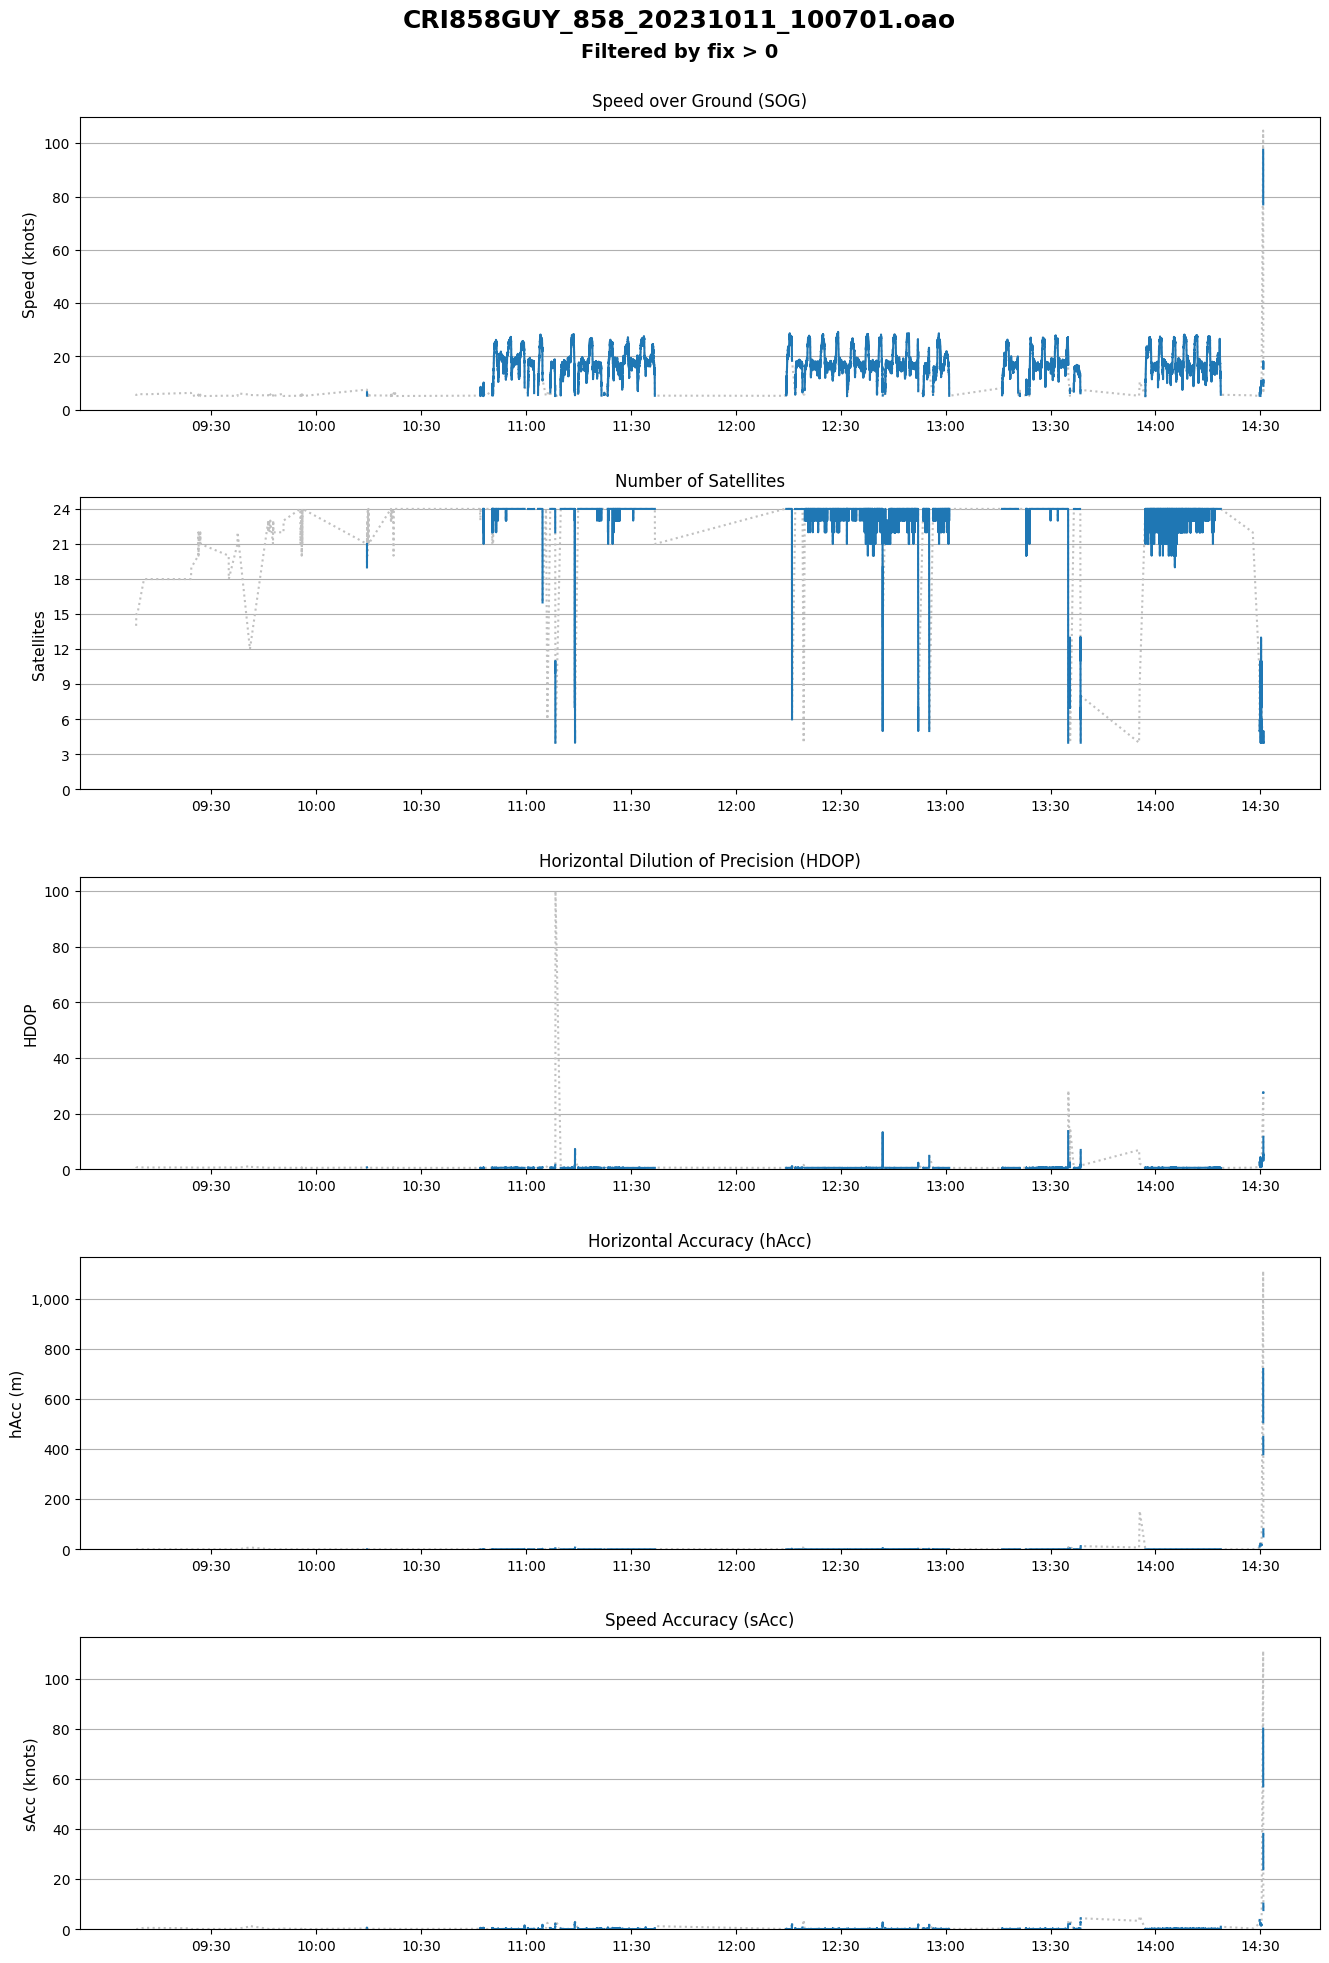 CRI858GUY_858_20231011_100701.oao
Filtered by fix > 0
Speed over Ground (SOG)
Speed (knots)
100
80
60
40
20
0
09:30 10:00 10:30 11:00 11:30 12:00 12:30 13:00 13:30 14:00 14:30
Number of Satellites
Satellites
24
21
18
15
12
9
6
3
0
09:30 10:00 10:30 11:00 11:30 12:00 12:30 13:00 13:30 14:00 14:30
Horizontal Dilution of Precision (HDOP)
HDOP
100
80
60
40
20
0
09:30 10:00 10:30 11:00 11:30 12:00 12:30 13:00 13:30 14:00 14:30
Horizontal Accuracy (hAcc)
hAcc (m)
1,000
800
600
400
200
0
09:30 10:00 10:30 11:00 11:30 12:00 12:30 13:00 13:30 14:00 14:30
Speed Accuracy (sAcc)
sAcc (knots)
100
80
60
40
20
0
09:30 10:00 10:30 11:00 11:30 12:00 12:30 13:00 13:30 14:00 14:30